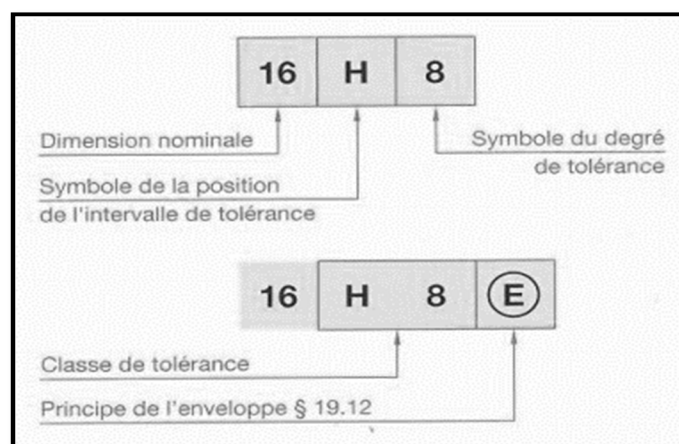 16 H 8
Dimension nominale
Symbole de la position
de l'intervalle de tolérance
Symbole du degré
de tolérance
16 H 8 E
Classe de tolérance
Principe de l'enveloppe § 19.12